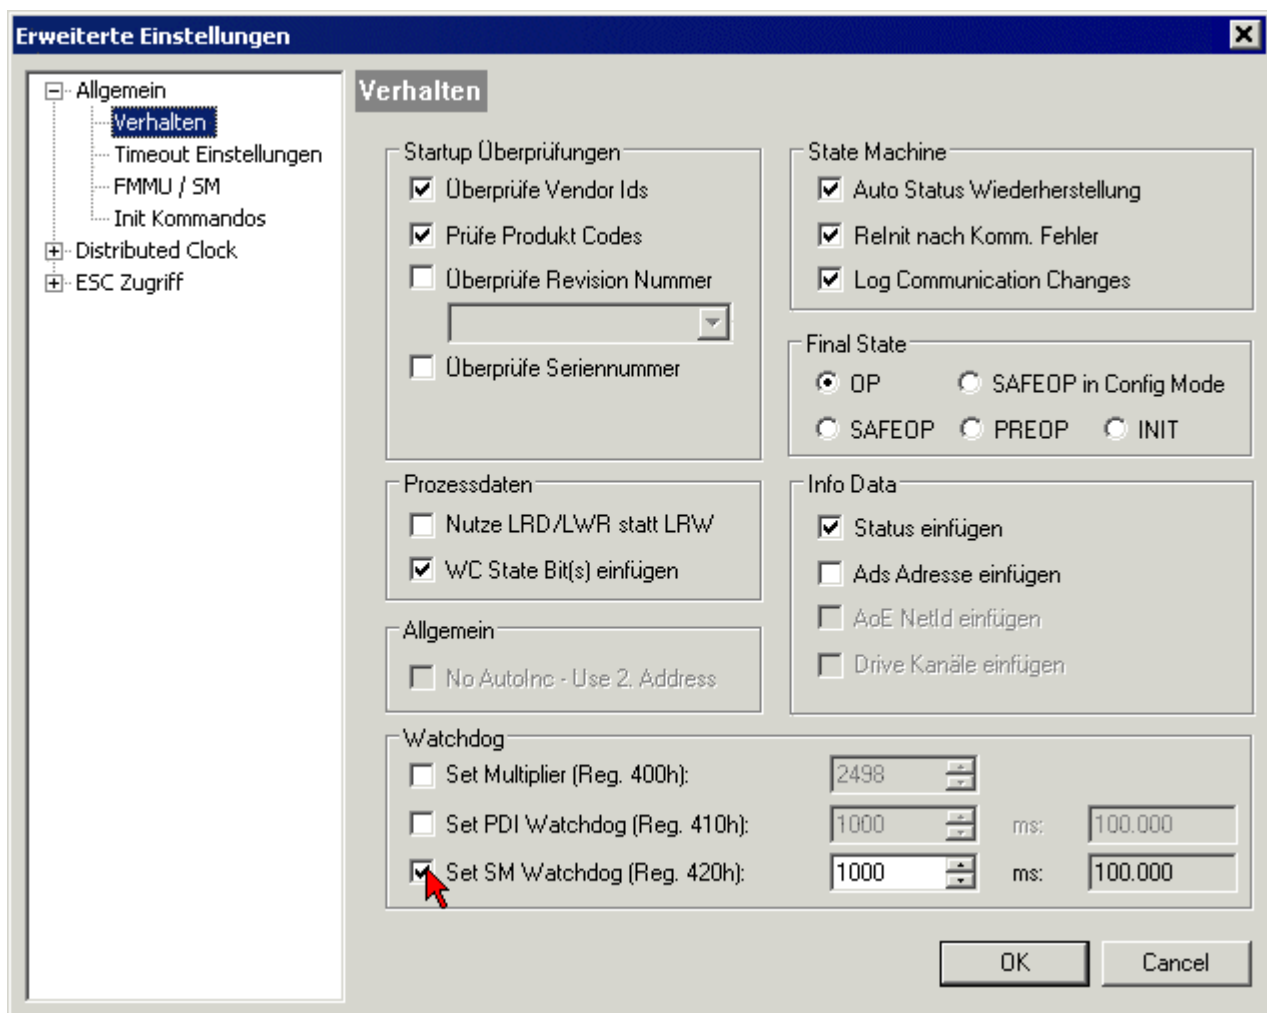 Erweiterte Einstellungen
Allgemein
Verhalten
Timeout Einstellungen
FMMU / SM
Init Kommandos
Distributed Clock
ESC Zugriff
Verhalten
Startup Überprüfungen
Überprüfe Vendor Ids
Prüfe Produkt Codes
Überprüfe Revision Nummer
Überprüfe Seriennummer
State Machine
Auto Status Wiederherstellung
ReInit nach Komm. Fehler
Log Communication Changes
Final State
OP SAFEOP in Config Mode
SAFEOP PREOP INIT
Prozessdaten
Nutze LRD/LWR statt LRW
WC State Bit(s) einfügen
Info Data
Status einfügen
Ads Adresse einfügen
AoE NetId einfügen
Drive Kanäle einfügen
Allgemein
No AutoInc - Use 2. Address
Watchdog
Set Multiplier (Reg. 400h): 2498
Set PDI Watchdog (Reg. 410h): 1000 ms: 100.000
Set SM Watchdog (Reg. 420h): 1000 ms: 100.000
OK Cancel